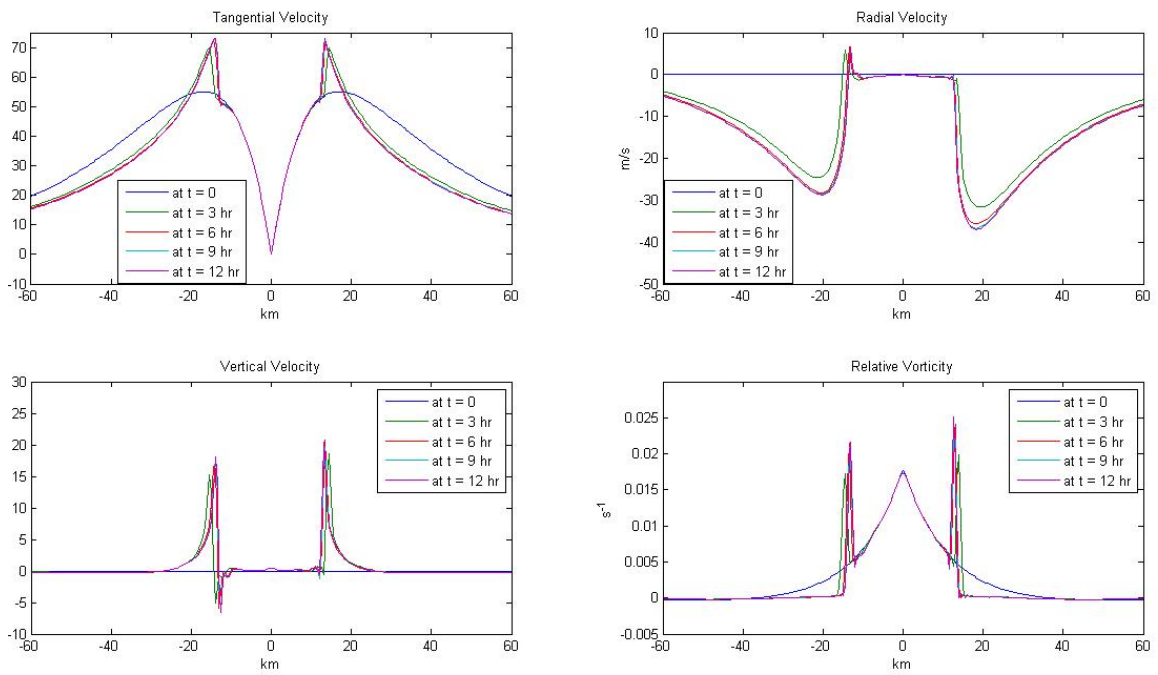 Tangential Velocity
70
60
50
40
30
20
10
0
-10
-60
-40
-20
0
20
40
60
km
at t = 0
at t = 3 hr
at t = 6 hr
at t = 9 hr
at t = 12 hr
Radial Velocity
10
0
-10
-20
-30
-40
-50
m/s
-60
-40
-20
0
20
40
60
km
at t = 0
at t = 3 hr
at t = 6 hr
at t = 9 hr
at t = 12 hr
Vertical Velocity
30
25
20
15
10
5
0
-5
-10
-60
-40
-20
0
20
40
60
km
at t = 0
at t = 3 hr
at t = 6 hr
at t = 9 hr
at t = 12 hr
Relative Vorticity
0.025
0.02
0.015
0.01
0.005
0
-0.005
s⁻¹
-60
-40
-20
0
20
40
60
km
at t = 0
at t = 3 hr
at t = 6 hr
at t = 9 hr
at t = 12 hr